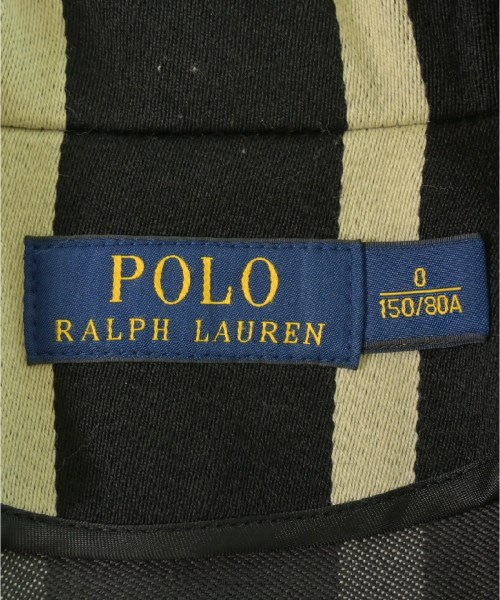 POLO
RALPH LAUREN
0
150/80A